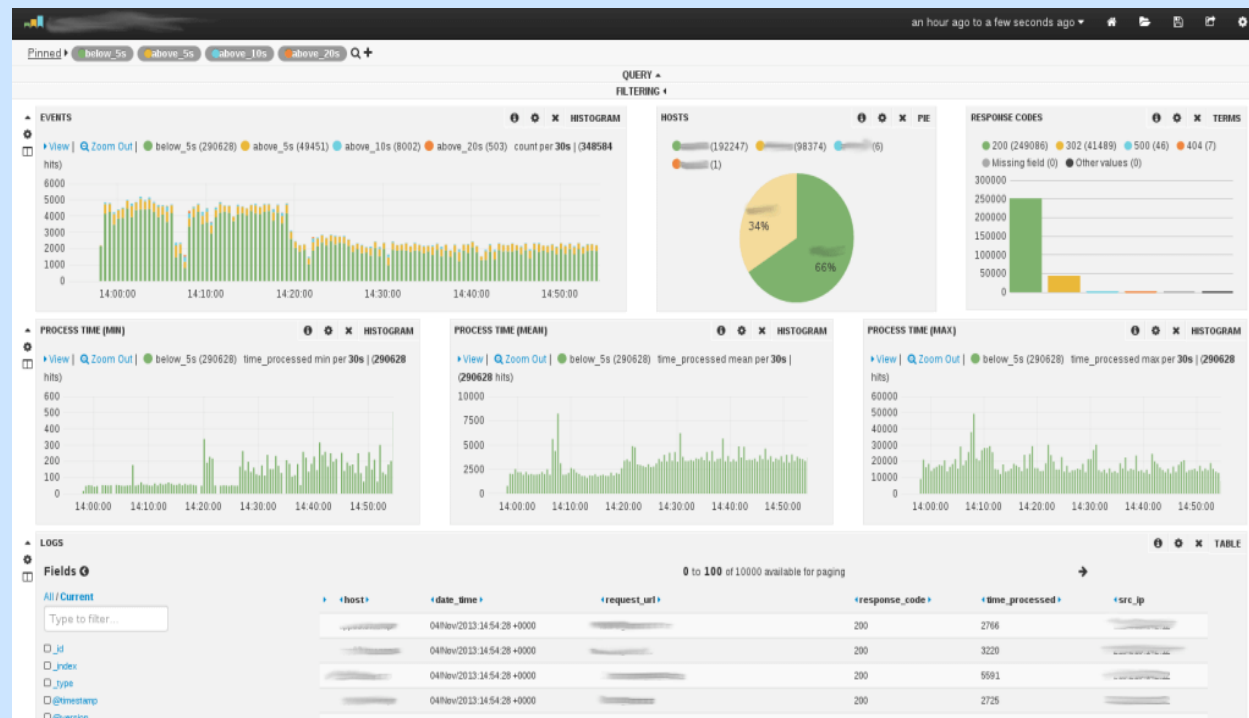 an hour ago to a few seconds ago
Pinned below_5s above_5s above_10s above_20s
QUERY
FILTERING
EVENTS HISTOGRAM
View | Zoom Out | below_5s (290628) above_5s (49451) above_10s (8002) above_20s (503) count per 30s | (348584
hits)
6000
5000
4000
3000
2000
1000
0
14:00:00 14:10:00 14:20:00 14:30:00 14:40:00 14:50:00
HOSTS PIE
(192247) (98374) (6)
(1)
34%
66%
RESPONSE CODES TERMS
200 (249086) 302 (41489) 500 (46) 404 (7)
Missing field (0) Other values (0)
300000
250000
200000
150000
100000
50000
0
PROCESS TIME (MIN) HISTOGRAM
View | Zoom Out | below_5s (290628) time_processed min per 30s | (290628
hits)
600
500
400
300
200
100
0
14:00:00 14:10:00 14:20:00 14:30:00 14:40:00 14:50:00
PROCESS TIME (MEAN) HISTOGRAM
View | Zoom Out | below_5s (290628) time_processed mean per 30s |
(290628 hits)
10000
7500
5000
2500
0
14:00:00 14:10:00 14:20:00 14:30:00 14:40:00 14:50:00
PROCESS TIME (MAX) HISTOGRAM
View | Zoom Out | below_5s (290628) time_processed max per 30s | (290628
hits)
60000
50000
40000
30000
20000
10000
0
14:00:00 14:10:00 14:20:00 14:30:00 14:40:00 14:50:00
LOGS TABLE
Fields 0 to 100 of 10000 available for paging
All / Current
Type to filter...
_id
_index
_type
@timestamp
@version
host date_time request_url response_code time_processed src_ip
04/Nov/2013:14:54:28 +0000 200 2766
04/Nov/2013:14:54:28 +0000 200 3220
04/Nov/2013:14:54:28 +0000 200 5591
04/Nov/2013:14:54:28 +0000 200 2725